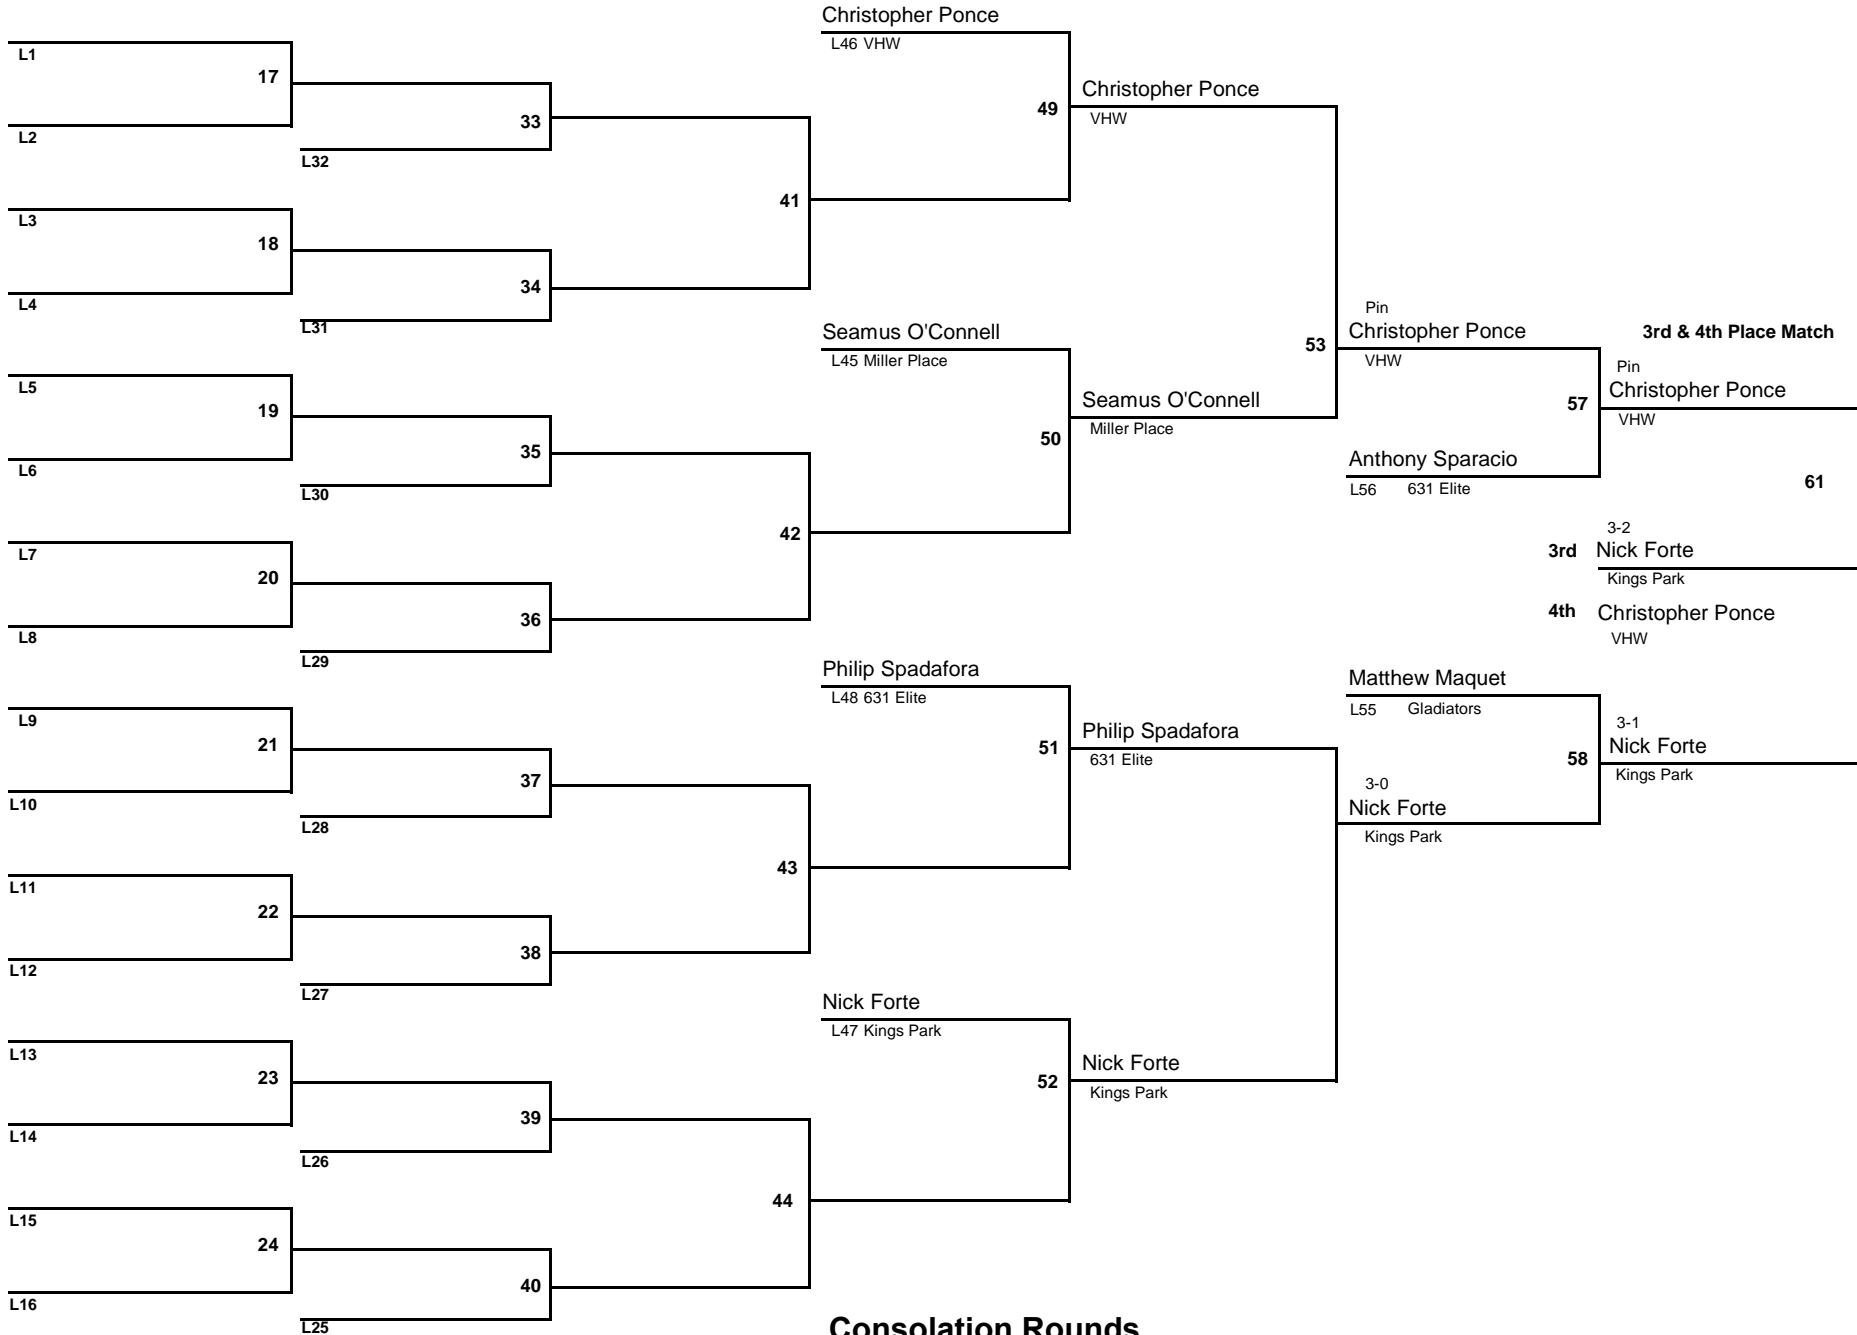 L1
17
L2
33
L32
L3
18
L4
34
L31
41
L5
19
L6
35
L30
L7
20
L8
36
L29
42
L9
21
L10
37
L28
L11
22
L12
38
L27
43
L13
23
L14
39
L26
L15
24
L16
40
L25
44
Christopher Ponce
L46 VHW
49
Seamus O'Connell
L45 Miller Place
50
Philip Spadafora
L48 631 Elite
51
Nick Forte
L47 Kings Park
52
Christopher Ponce
VHW
53
Seamus O'Connell
Miller Place
Philip Spadafora
631 Elite
Nick Forte
Kings Park
Pin
Christopher Ponce
VHW
57
Anthony Sparacio
L56 631 Elite
Matthew Maquet
L55 Gladiators
58
3-0
Nick Forte
Kings Park
3rd & 4th Place Match
Pin
Christopher Ponce
VHW
61
3-2
3rd Nick Forte
Kings Park
4th Christopher Ponce
VHW
3-1
Nick Forte
Kings Park
Consolation Rounds